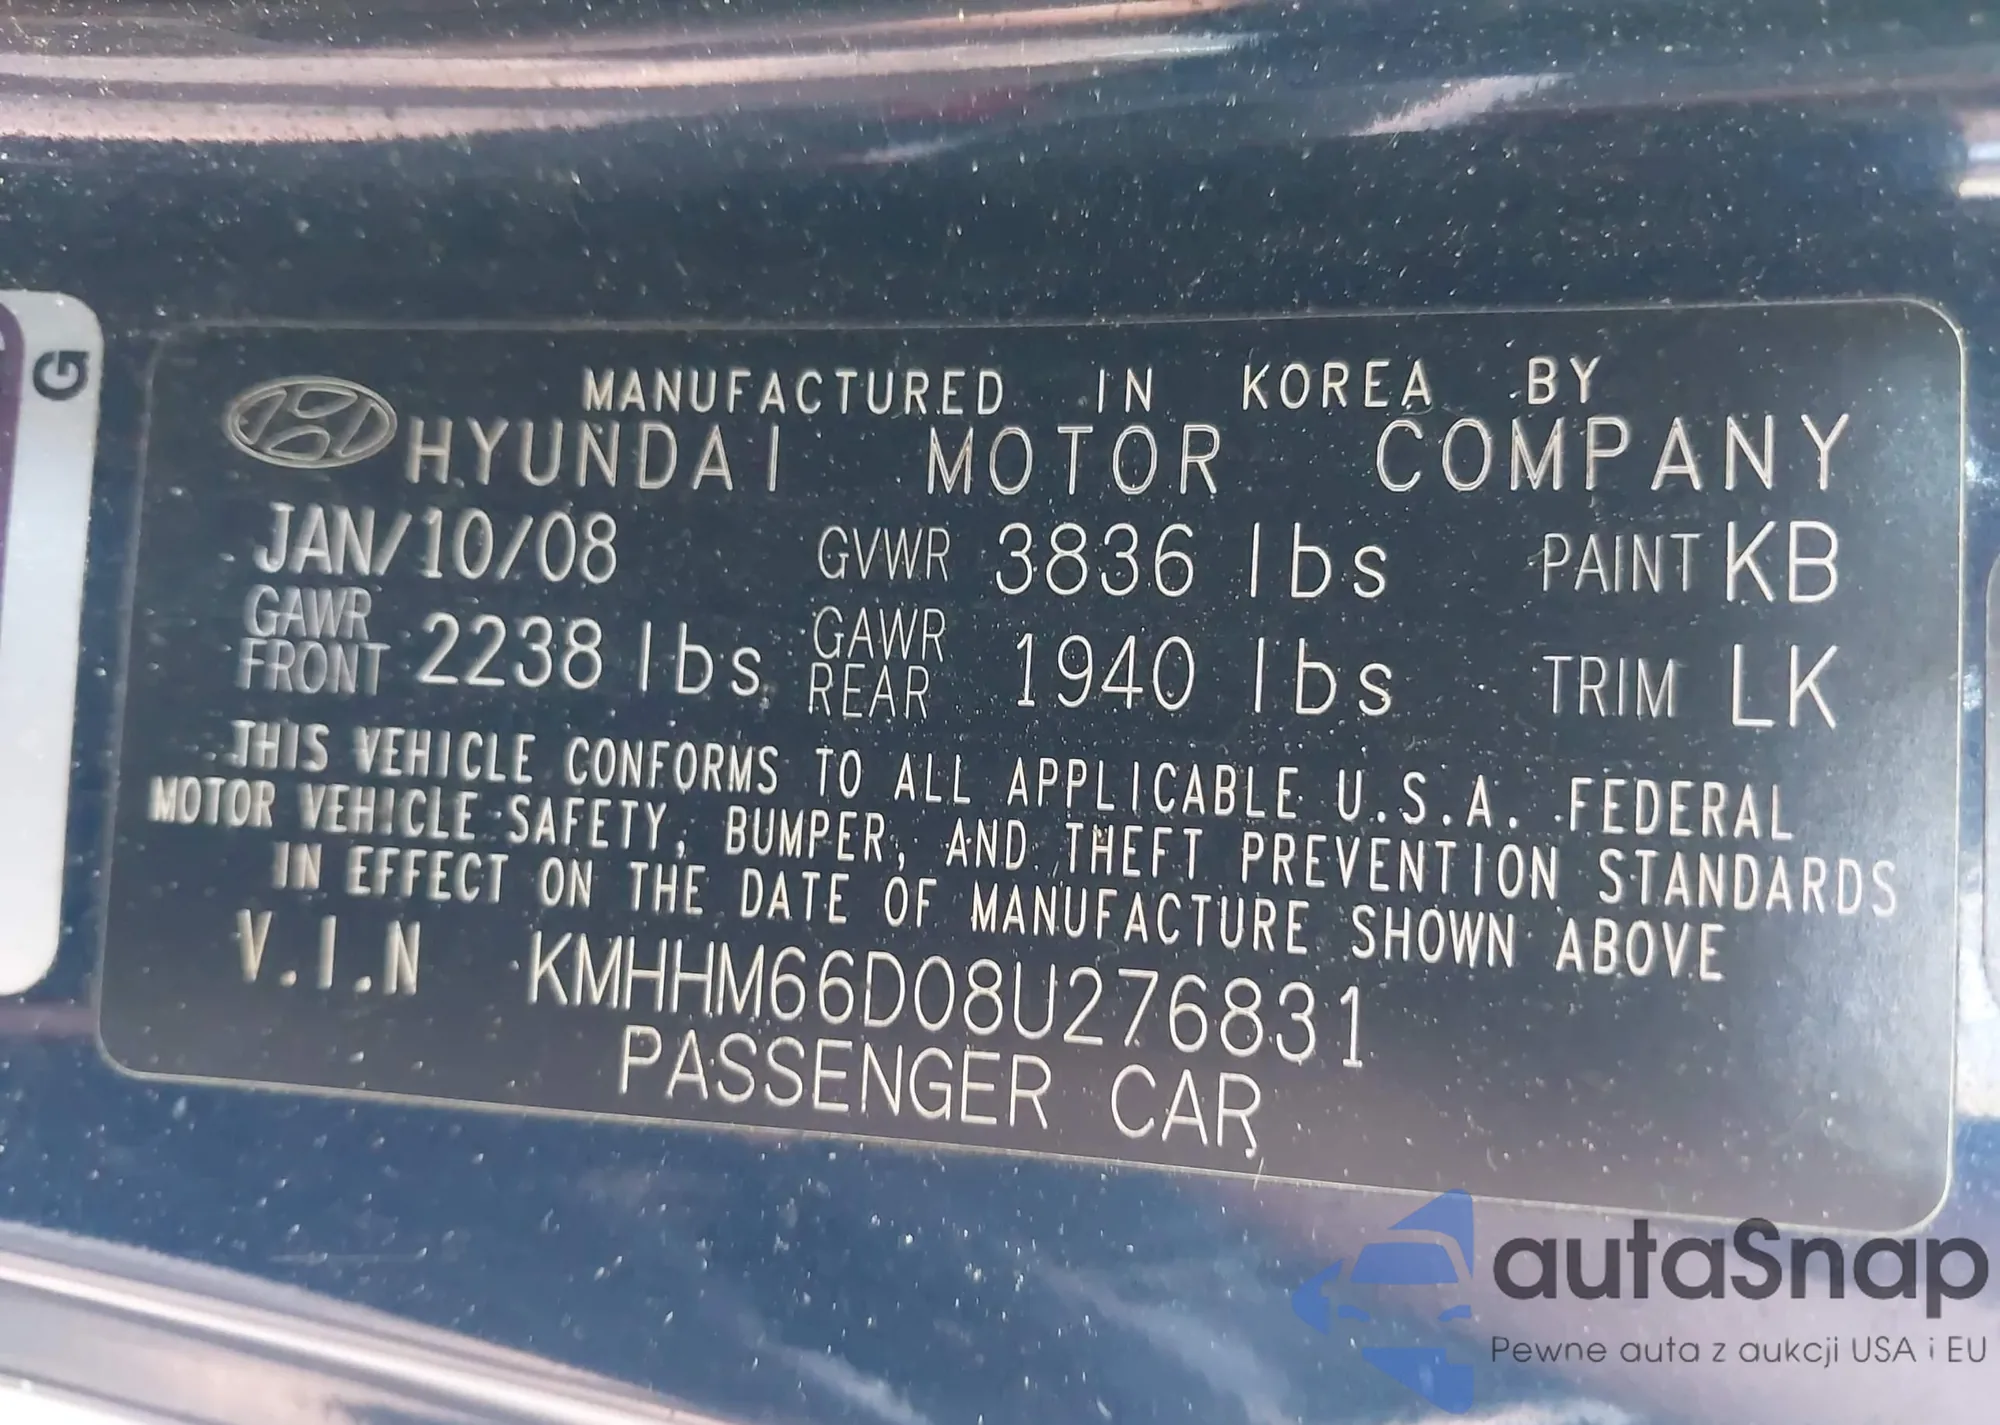 G
MANUFACTURED IN KOREA BY
HYUNDAI MOTOR COMPANY
JAN/10/08 GVWR 3836 lbs PAINT KB
GAWR FRONT 2238 lbs GAWR REAR 1940 lbs TRIM LK
THIS VEHICLE CONFORMS TO ALL APPLICABLE U.S.A. FEDERAL
MOTOR VEHICLE SAFETY, BUMPER, AND THEFT PREVENTION STANDARDS
IN EFFECT ON THE DATE OF MANUFACTURE SHOWN ABOVE
V.I.N KMHHM66D08U276831
PASSENGER CAR
autaSnap
Pewne auta z aukcji USA i EU